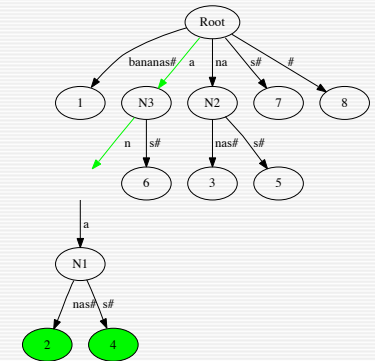 Root
bananas# a na s# #
1 N3 N2 7 8
n s# nas# s#
6 3 5
a
N1
nas# s#
2 4